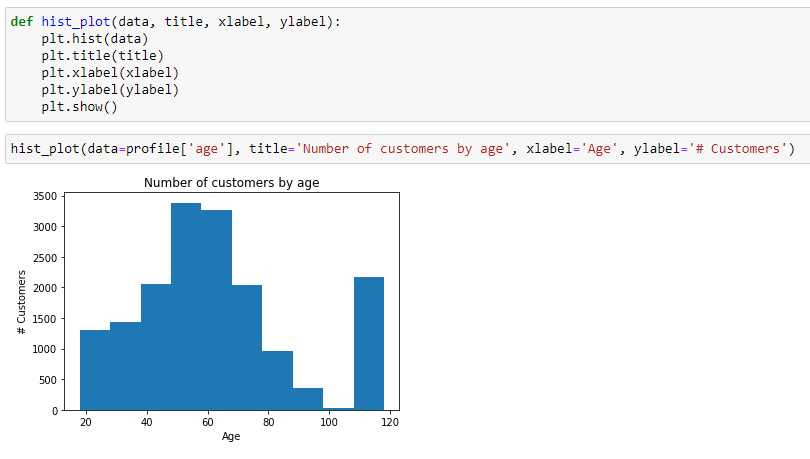 def hist_plot(data, title, xlabel, ylabel):
    plt.hist(data)
    plt.title(title)
    plt.xlabel(xlabel)
    plt.ylabel(ylabel)
    plt.show()
hist_plot(data=profile['age'], title='Number of customers by age', xlabel='Age', ylabel='# Customers')
Number of customers by age
3500
3000
2500
2000
1500
1000
500
0
# Customers
20 40 60 80 100 120
Age